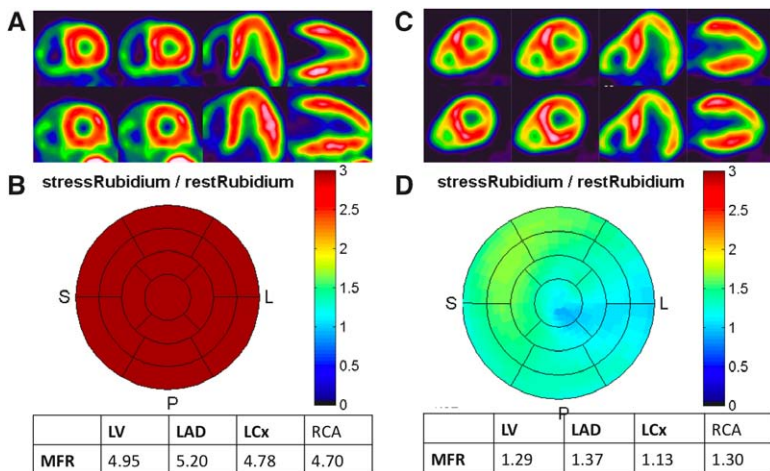 A
B stressRubidium / restRubidium
3
2.5
2
1.5
1
0.5
0
S
L
P
LV LAD LCx RCA
MFR 4.95 5.20 4.78 4.70
C
D stressRubidium / restRubidium
3
2.5
2
1.5
1
0.5
0
S
L
P
LV LAD LCx RCA
MFR 1.29 1.37 1.13 1.30